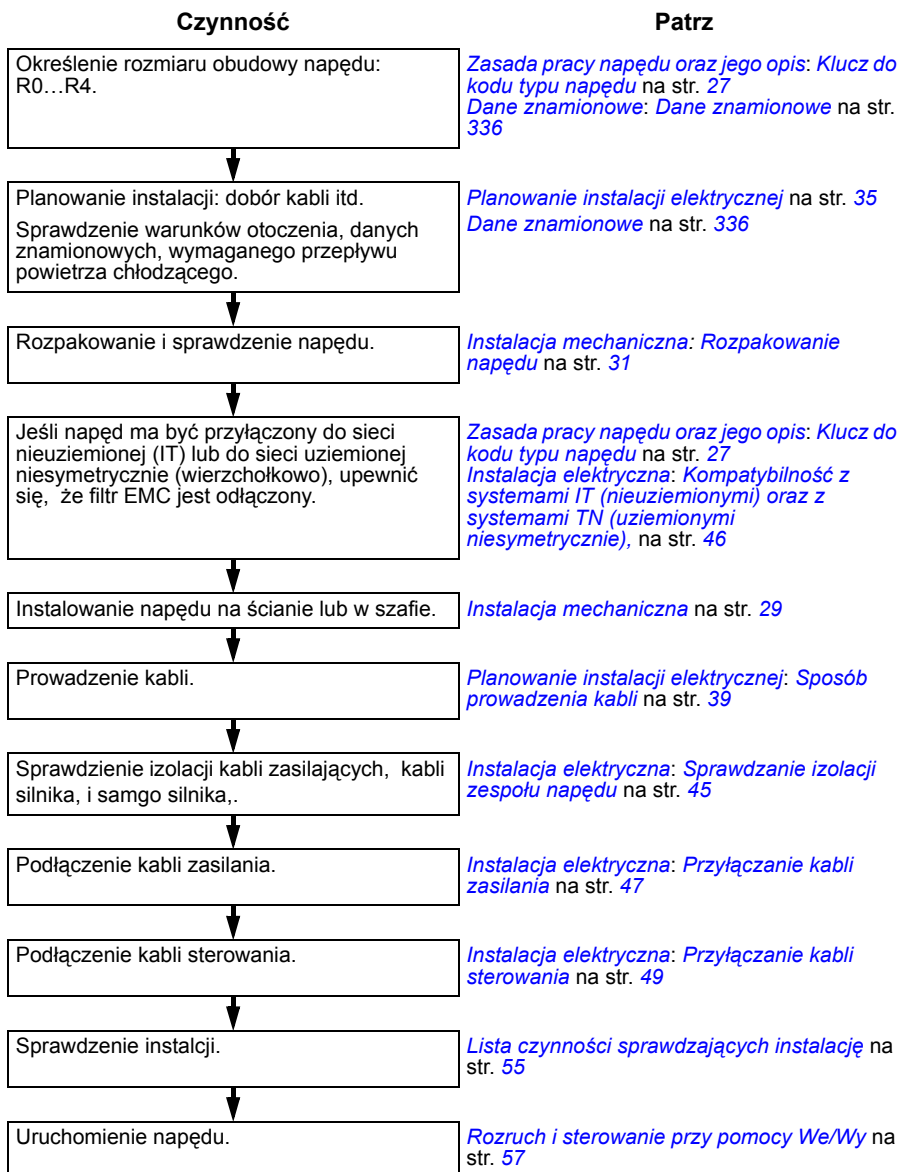 Czynność
Patrz
Określenie rozmiaru obudowy napędu:
R0…R4.
Zasada pracy napędu oraz jego opis: Klucz do
kodu typu napędu na str. 27
Dane znamionowe: Dane znamionowe na str.
336
Planowanie instalacji: dobór kabli itd.
Sprawdzenie warunków otoczenia, danych
znamionowych, wymaganego przepływu
powietrza chłodzącego.
Planowanie instalacji elektrycznej na str. 35
Dane znamionowe na str. 336
Rozpakowanie i sprawdzenie napędu.
Instalacja mechaniczna: Rozpakowanie
napędu na str. 31
Jeśli napęd ma być przyłączony do sieci
nieuziemionej (IT) lub do sieci uziemionej
niesymetrycznie (wierzchołkowo), upewnić
się, że filtr EMC jest odłączony.
Zasada pracy napędu oraz jego opis: Klucz do
kodu typu napędu na str. 27
Instalacja elektryczna: Kompatybilność z
systemami IT (nieuziemionymi) oraz z
systemami TN (uziemionymi
niesymetrycznie), na str. 46
Instalowanie napędu na ścianie lub w szafie.
Instalacja mechaniczna na str. 29
Prowadzenie kabli.
Planowanie instalacji elektrycznej: Sposób
prowadzenia kabli na str. 39
Sprawdzienie izolacji kabli zasilających, kabli
silnika, i samgo silnika,.
Instalacja elektryczna: Sprawdzanie izolacji
zespołu napędu na str. 45
Podłączenie kabli zasilania.
Instalacja elektryczna: Przyłączanie kabli
zasilania na str. 47
Podłączenie kabli sterowania.
Instalacja elektryczna: Przyłączanie kabli
sterowania na str. 49
Sprawdzenie instalcji.
Lista czynności sprawdzających instalację na
str. 55
Uruchomienie napędu.
Rozruch i sterowanie przy pomocy We/Wy na
str. 57